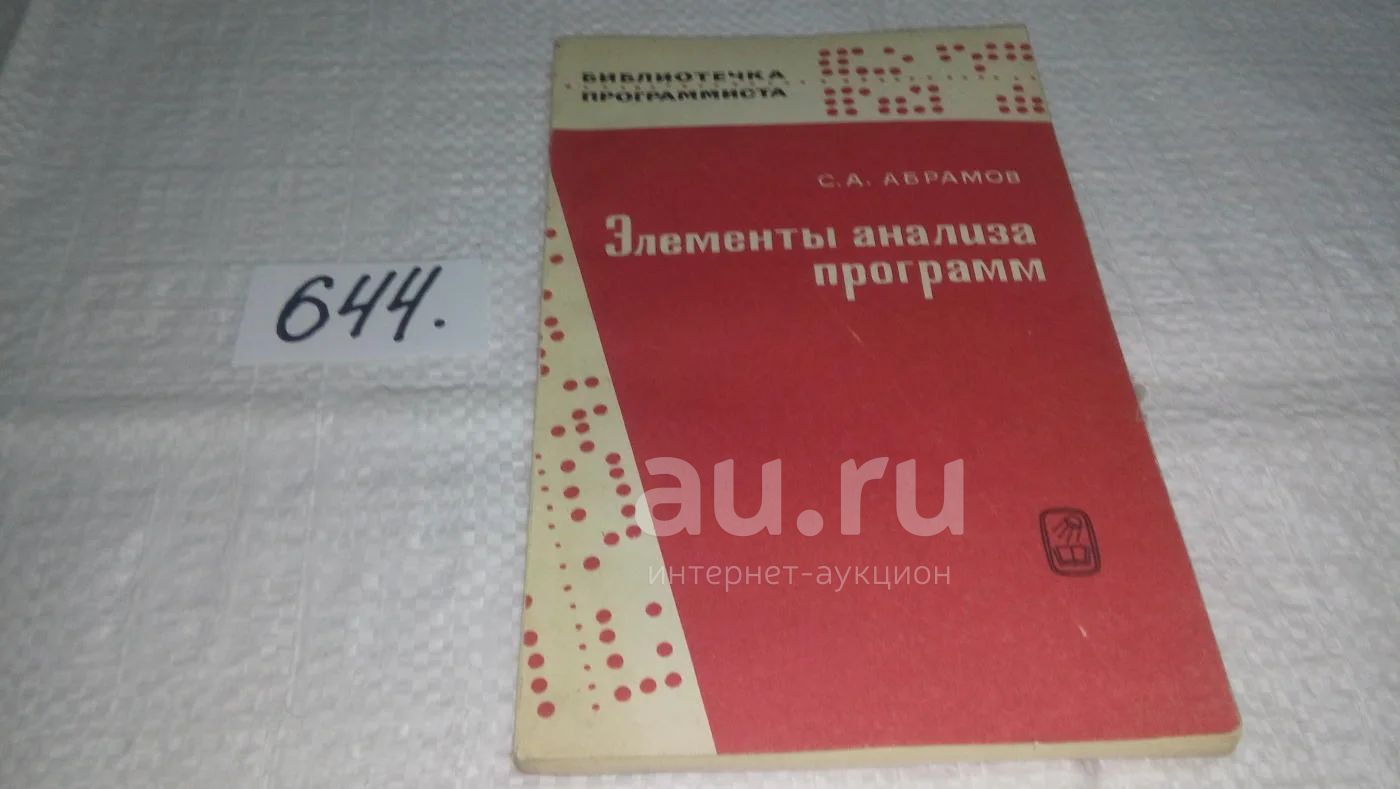 БИБЛИОТЕЧКА
ПРОГРАММИСТА
С.А. АБРАМОВ
Элементы анализа
программ
644.
au.ru
интернет-аукцион